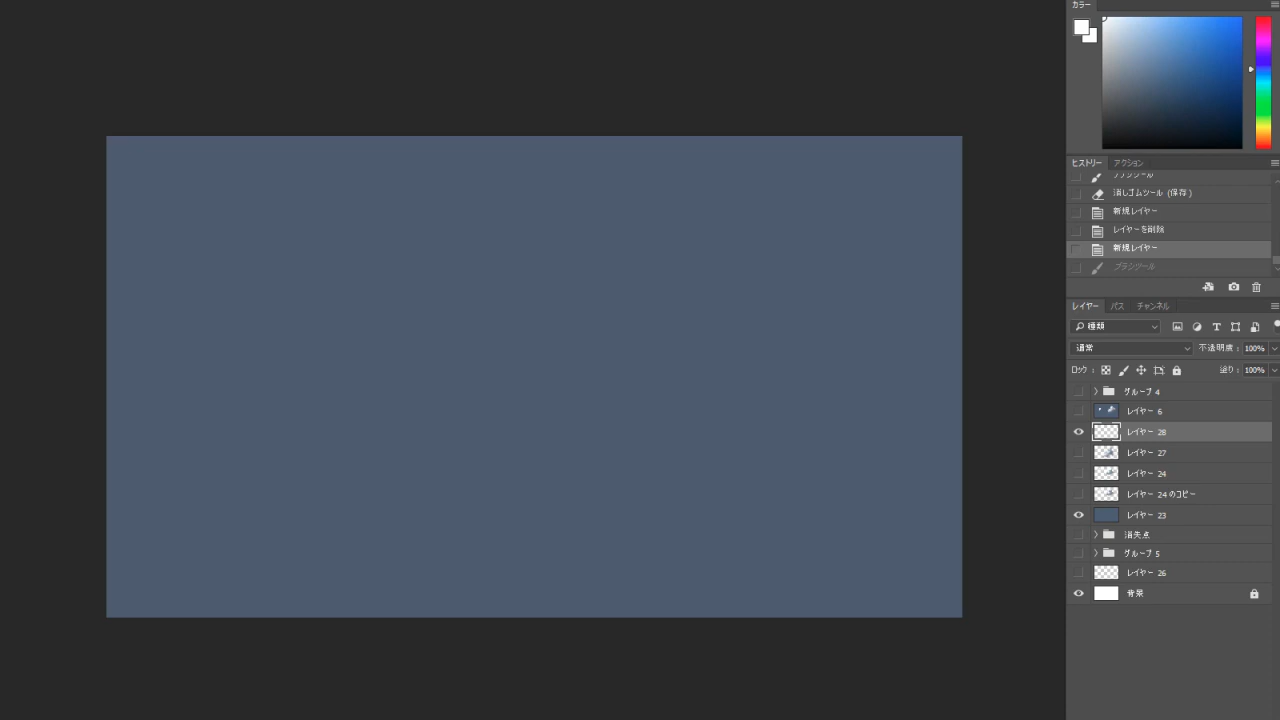 カラー
ヒストリー アクション
ブラシツール
消しゴムツール (保存)
新規レイヤー
レイヤーを削除
新規レイヤー
ブラシツール
レイヤー パス チャンネル
種類
通常 不透明度: 100%
ロック: 塗り: 100%
グループ 4
レイヤー 6
レイヤー 28
レイヤー 27
レイヤー 24
レイヤー 24 のコピー
レイヤー 23
消失点
グループ 5
レイヤー 26
背景